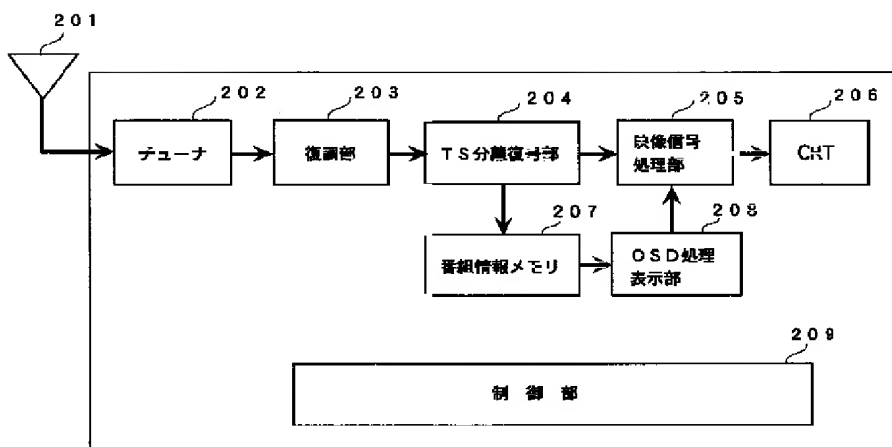 201
202
203
204
205
206
チューナ
復調部
TS分離復号部
映像信号
処理部
CRT
207
208
番組情報メモリ
OSD処理
表示部
209
制御部